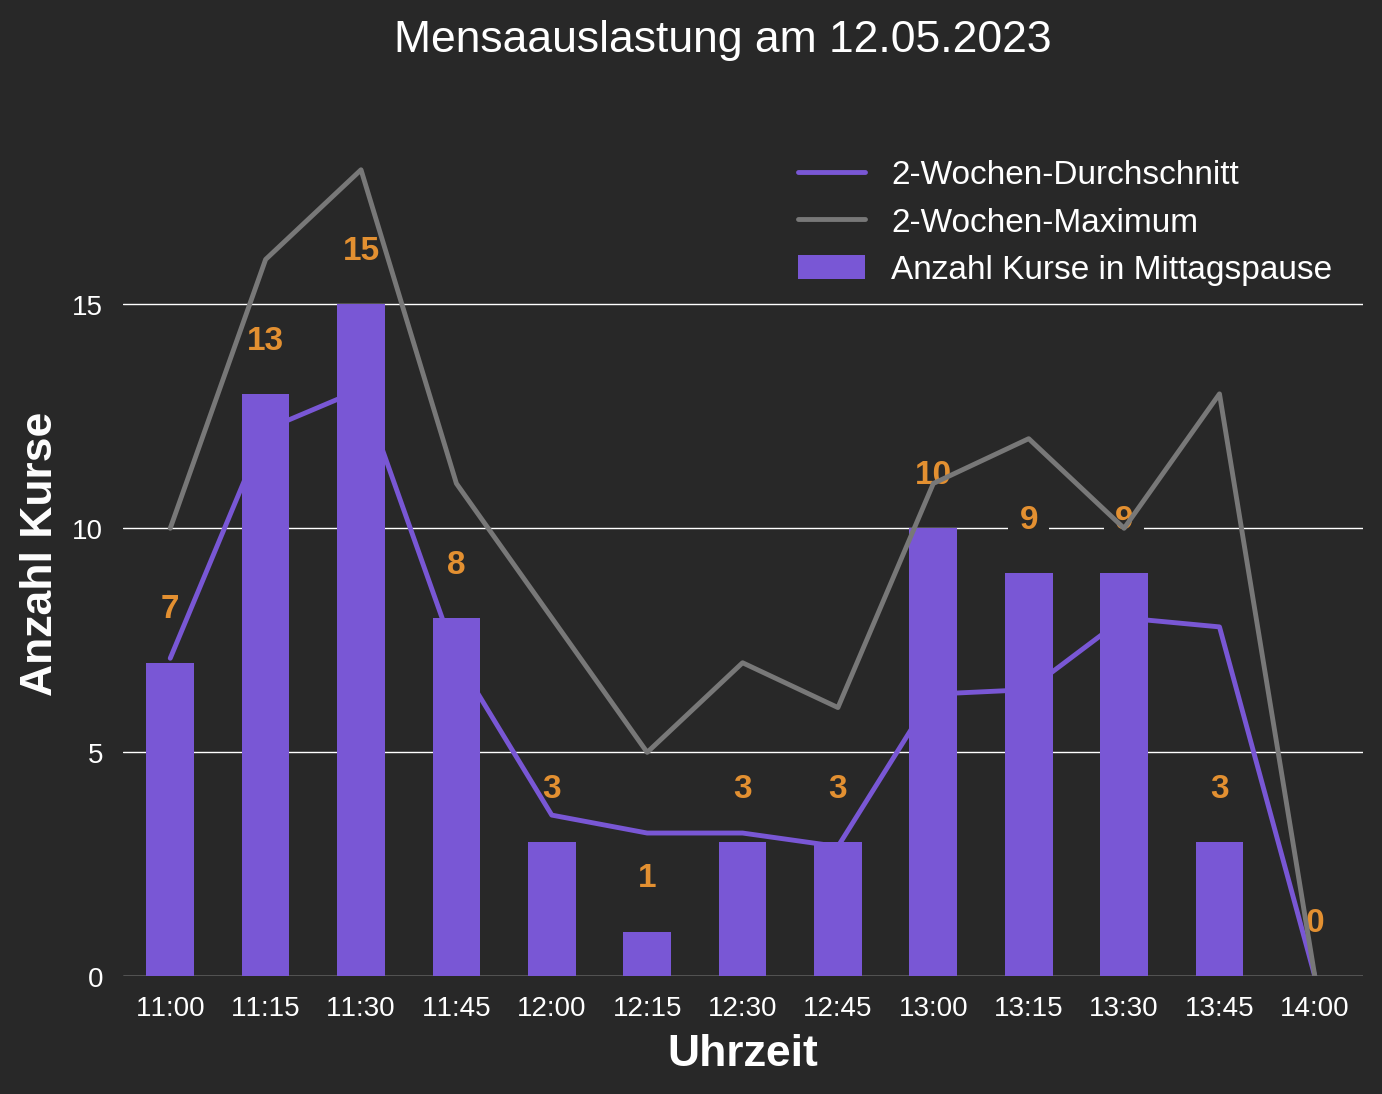 Mensaauslastung am 12.05.2023
2-Wochen-Durchschnitt
2-Wochen-Maximum
Anzahl Kurse in Mittagspause
Anzahl Kurse
15
10
5
0
7
13
15
8
3
1
3
3
10
9
9
3
0
11:00 11:15 11:30 11:45 12:00 12:15 12:30 12:45 13:00 13:15 13:30 13:45 14:00
Uhrzeit